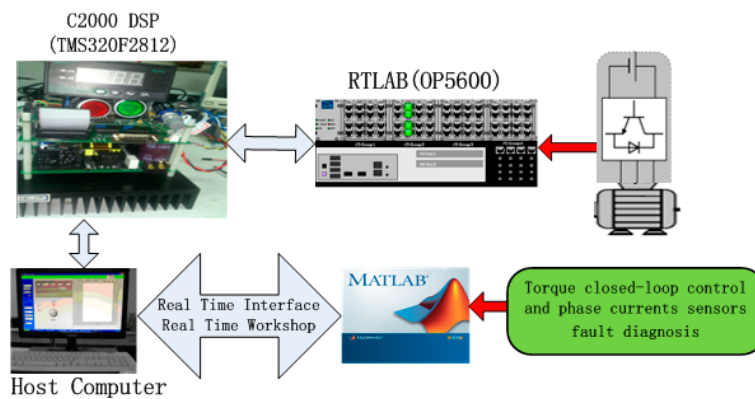 C2000 DSP
(TMS320F2812)
RTLAB(OP5600)
Real Time Interface
Real Time Workshop
MATLAB®
Torque closed-loop control
and phase currents sensors
fault diagnosis
Host Computer